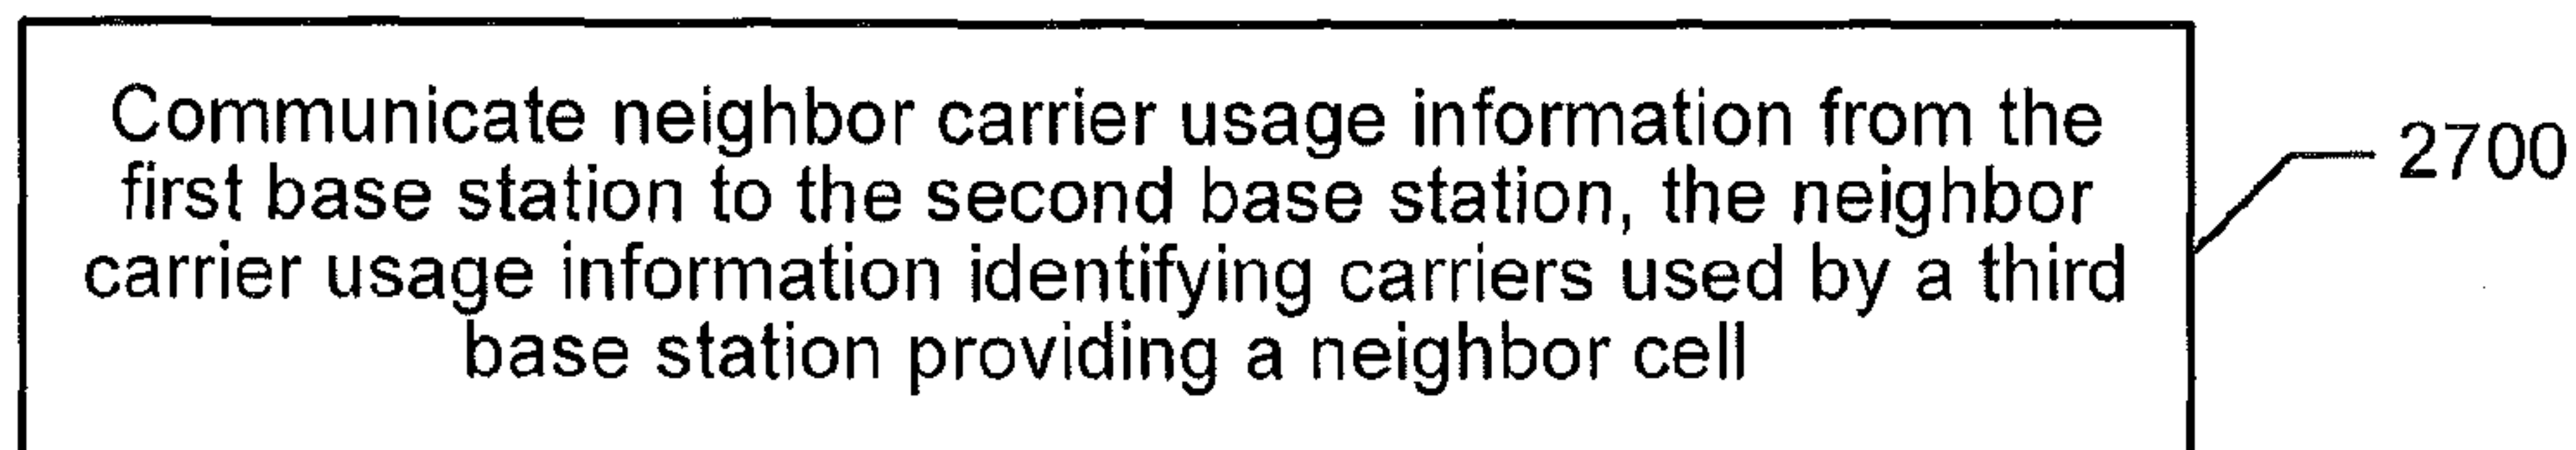 Communicate neighbor carrier usage information from the
first base station to the second base station, the neighbor
carrier usage information identifying carriers used by a third
base station providing a neighbor cell
2700